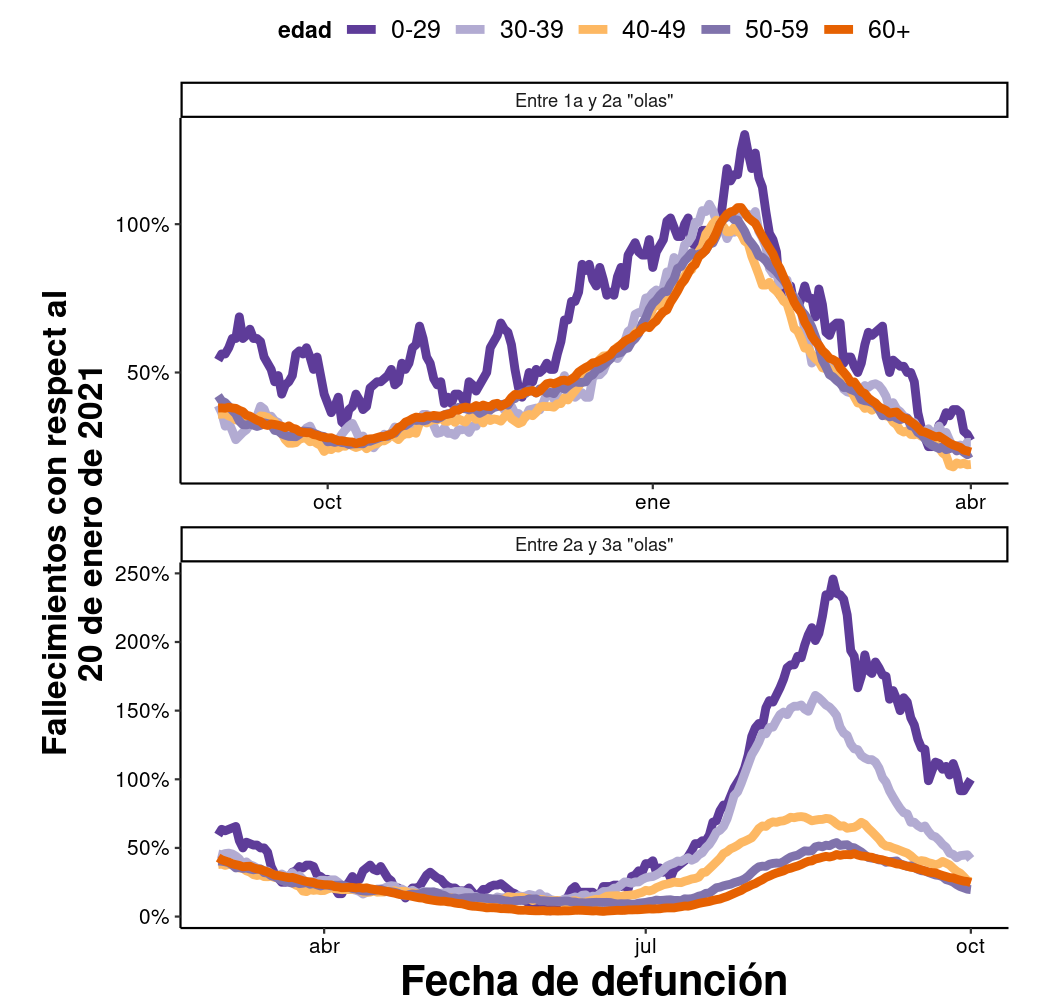 edad 0-29 30-39 40-49 50-59 60+
Entre 1a y 2a "olas"
100%
50%
oct ene abr
Fallecimientos con respect al
20 de enero de 2021
Entre 2a y 3a "olas"
250%
200%
150%
100%
50%
0%
abr jul oct
Fecha de defunción